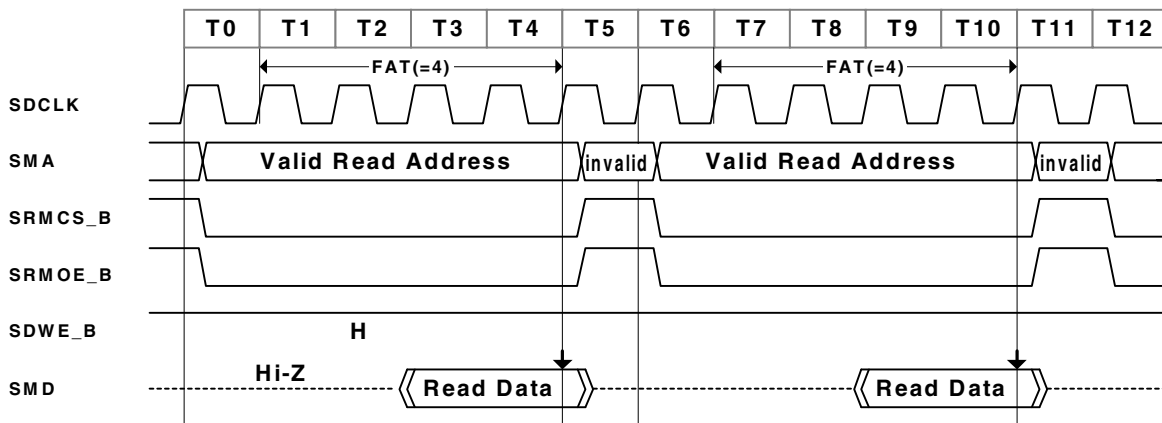 T0 T1 T2 T3 T4 T5 T6 T7 T8 T9 T10 T11 T12
FAT(=4) FAT(=4)
SDCLK
SMA Valid Read Address invalid Valid Read Address invalid
SRMCS_B
SRMOE_B
SDWE_B H
SMD Hi-Z Read Data Read Data